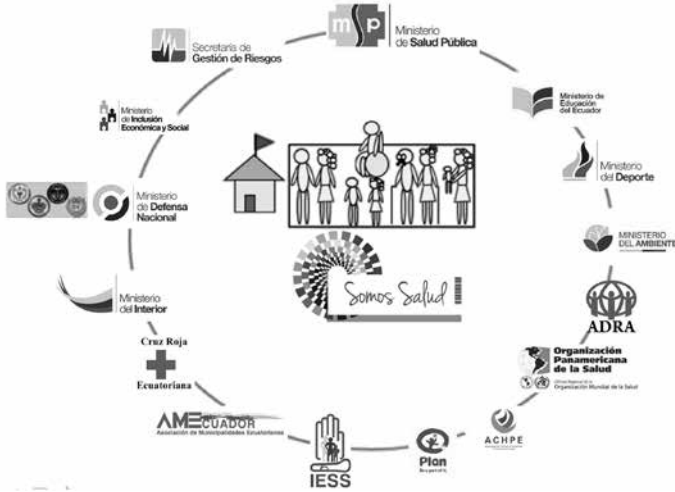 msp
Ministerio
de Salud Pública
Secretaría de
Gestión de Riesgos
Ministerio de
Educación
del Ecuador
Ministerio
de Inclusión
Económica y Social
Ministerio
del Deporte
Ministerio
de Defensa
Nacional
MINISTERIO
DEL AMBIENTE
Somos Salud
Ministerio
del Interior
ADRA
Cruz Roja
Ecuatoriana
Organización
Panamericana
de la Salud
Organización Mundial de la Salud
AMECUADOR
Asociación de Municipalidades Ecuatorianas
ACHPE
Plan
IESS